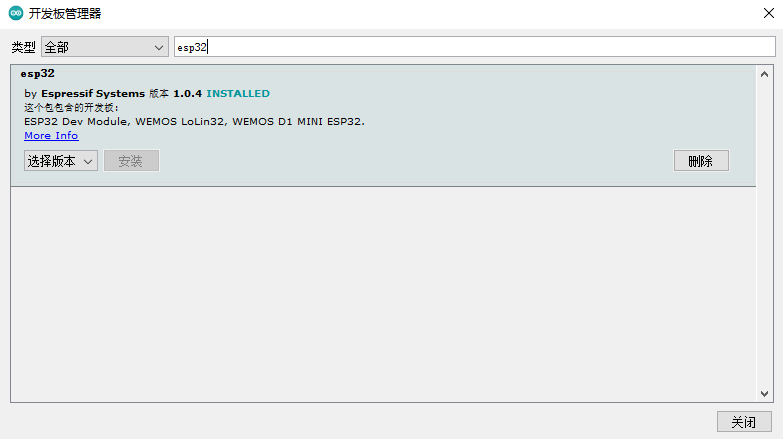 开发板管理器
类型 全部 esp32
esp32
by Espressif Systems 版本 1.0.4 INSTALLED
这个包包含的开发板:
ESP32 Dev Module, WEMOS LoLin32, WEMOS D1 MINI ESP32.
More Info
选择版本 安装 删除
关闭